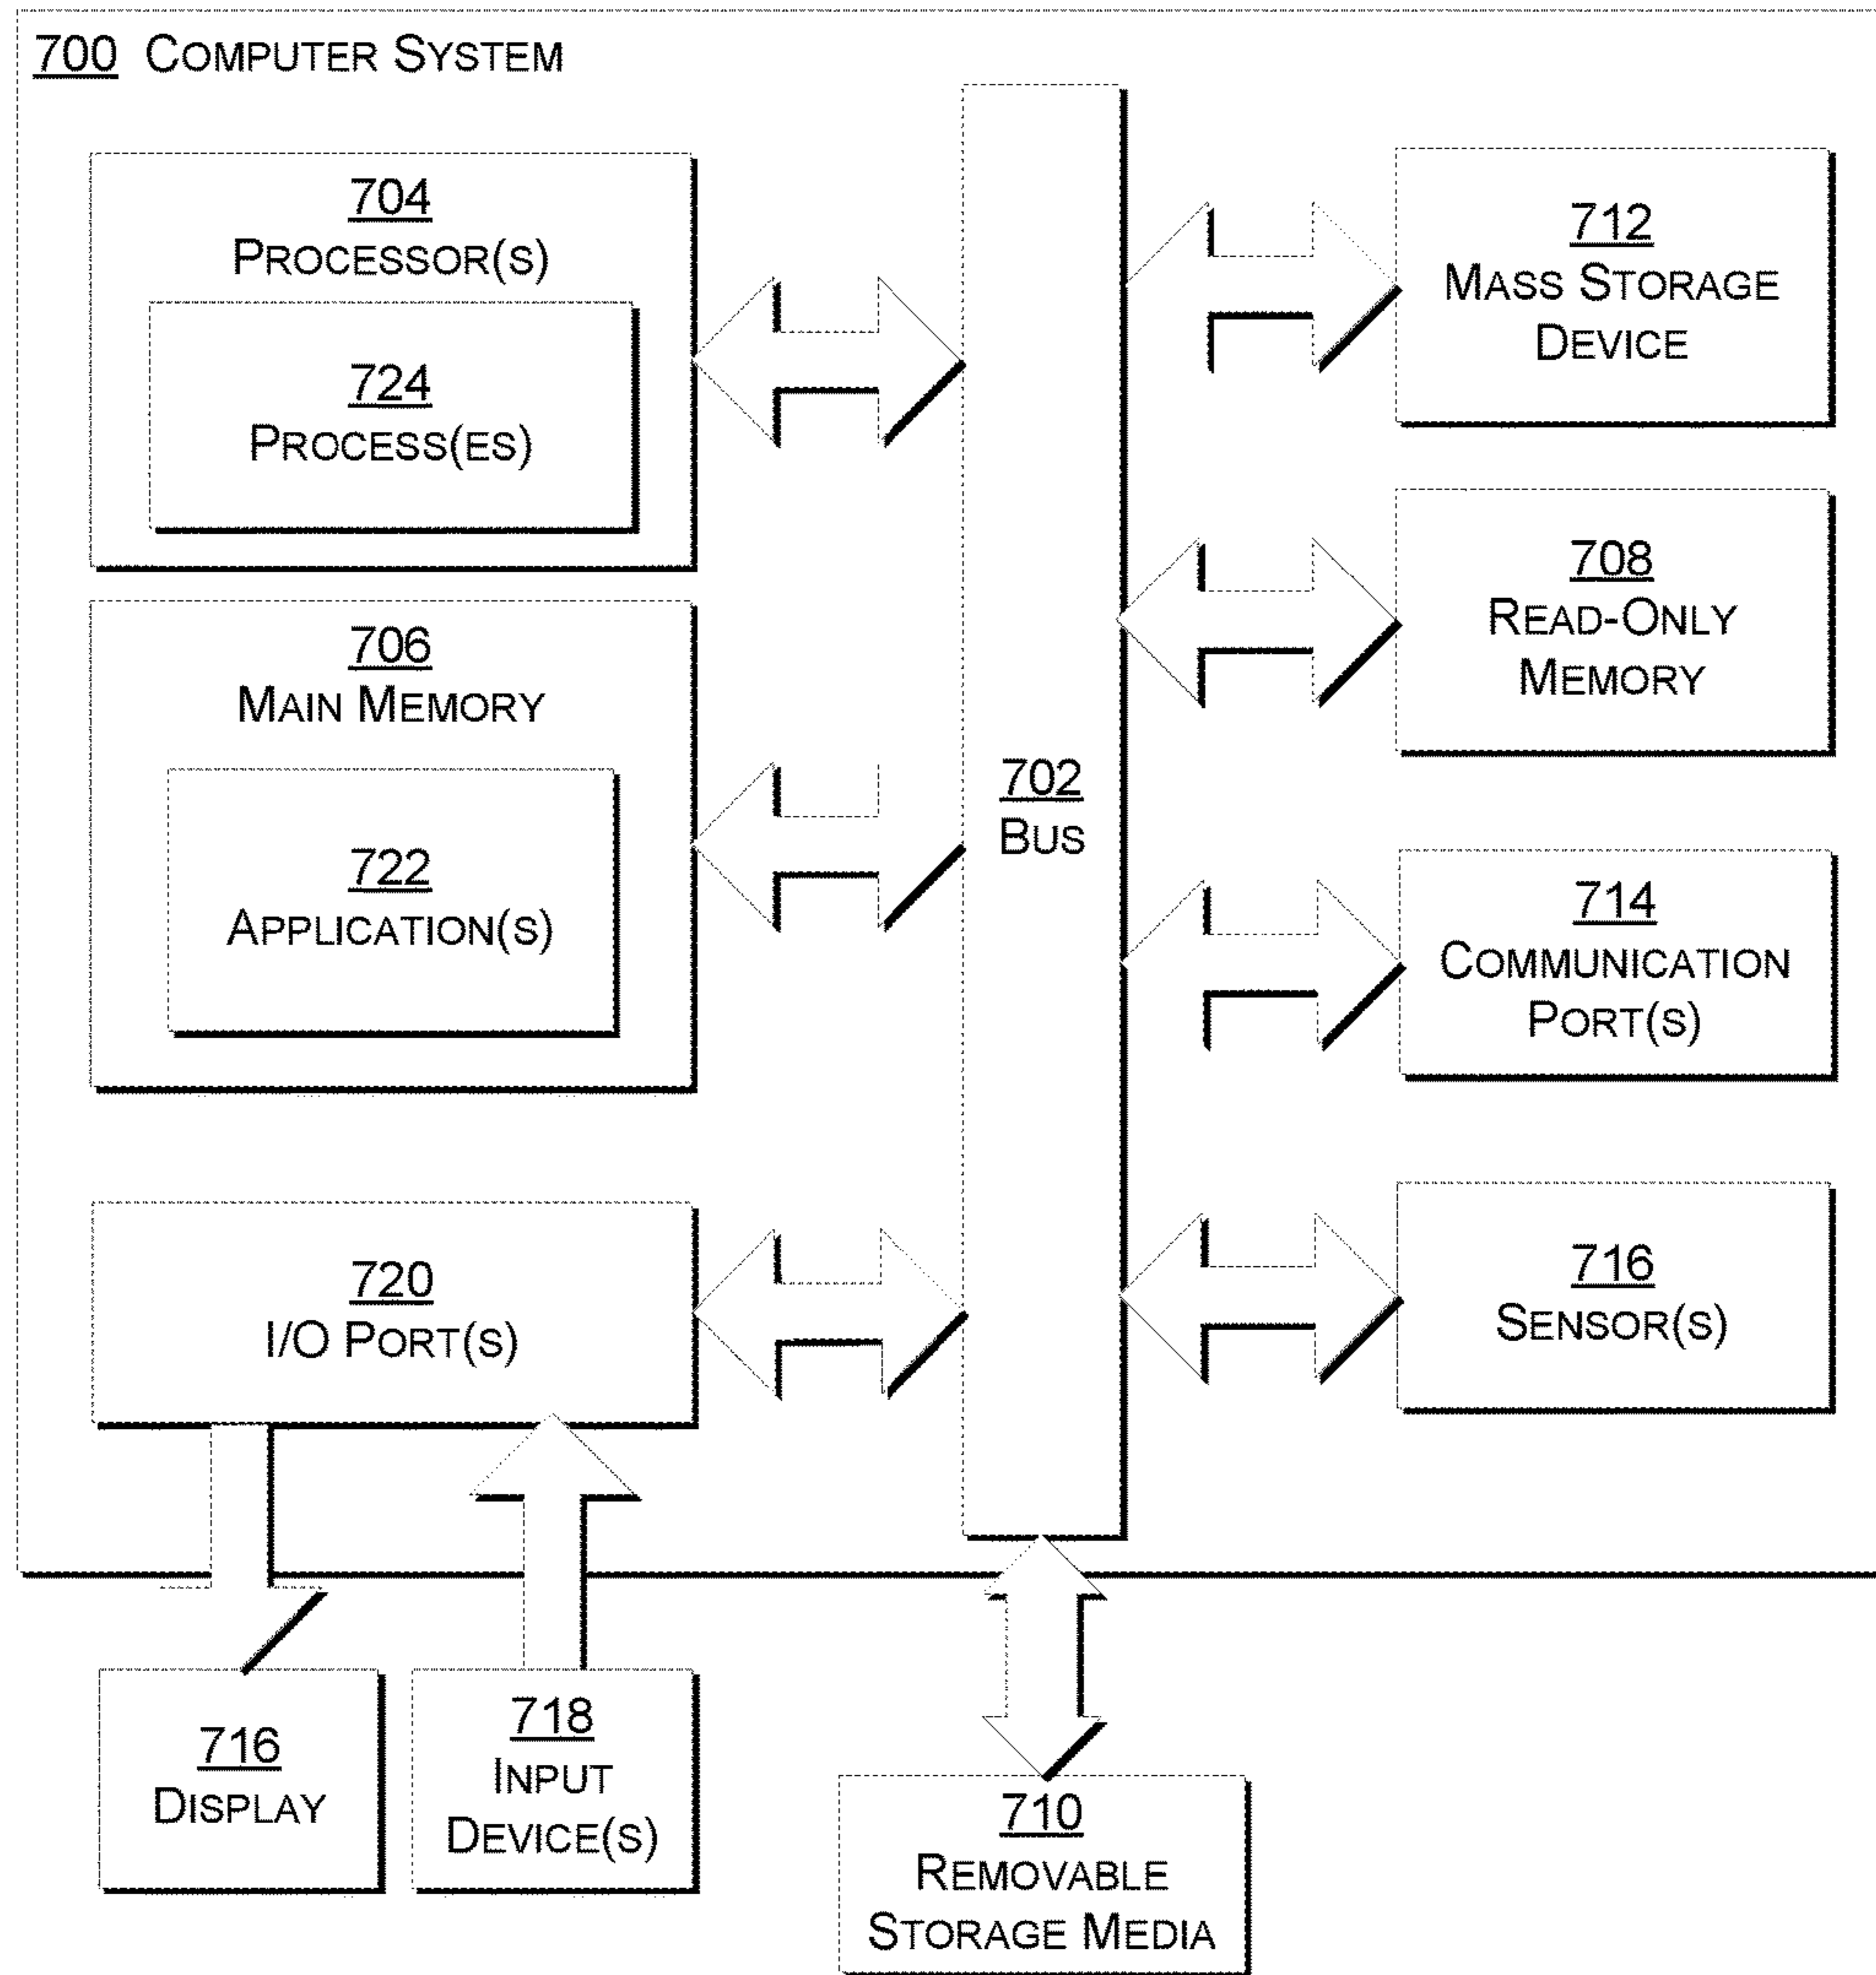 700 COMPUTER SYSTEM
704
PROCESSOR(S)
724
PROCESS(ES)
706
MAIN MEMORY
722
APPLICATION(S)
720
I/O PORT(S)
716
DISPLAY
718
INPUT
DEVICE(S)
702
BUS
710
REMOVABLE
STORAGE MEDIA
712
MASS STORAGE
DEVICE
708
READ-ONLY
MEMORY
714
COMMUNICATION
PORT(S)
716
SENSOR(S)